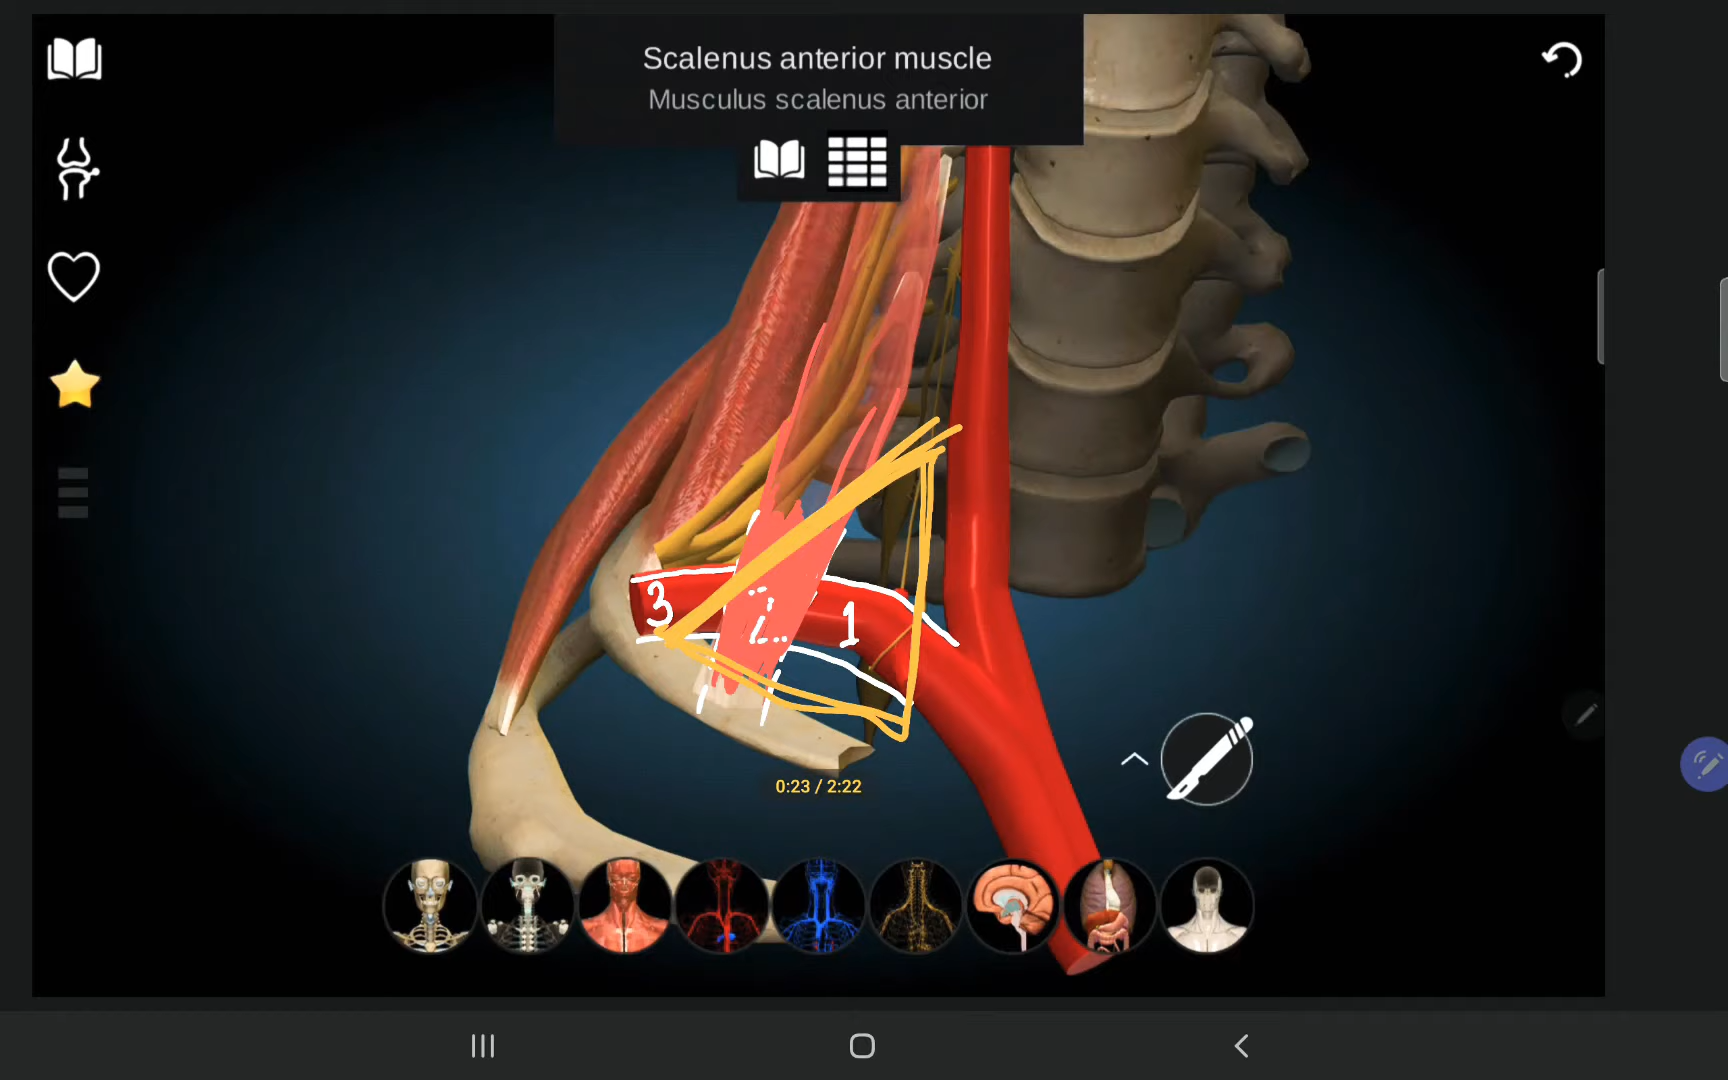 Scalenus anterior muscle
Musculus scalenus anterior
3 2 1
0:23 / 2:22